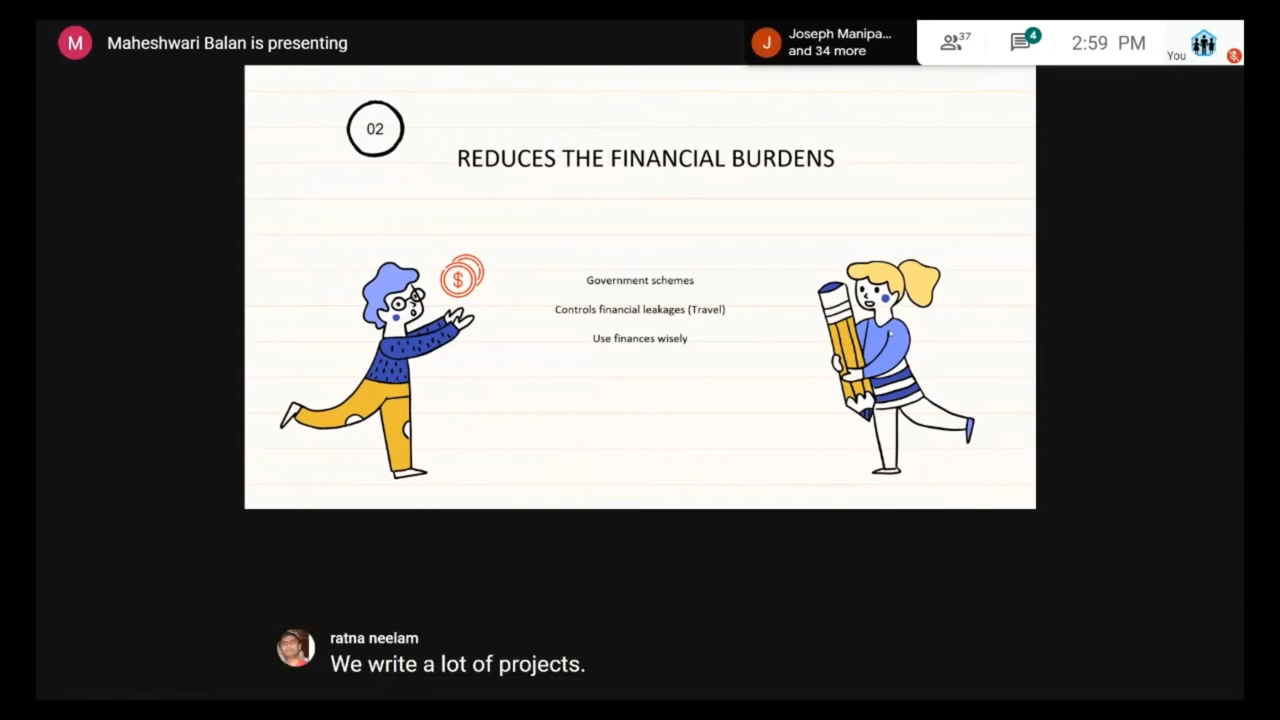 M
Maheshwari Balan is presenting
J
Joseph Manipa...
and 34 more
37
4
2:59 PM
You
02
REDUCES THE FINANCIAL BURDENS
$
Government schemes
Controls financial leakages (Travel)
Use finances wisely
ratna neelam
We write a lot of projects.